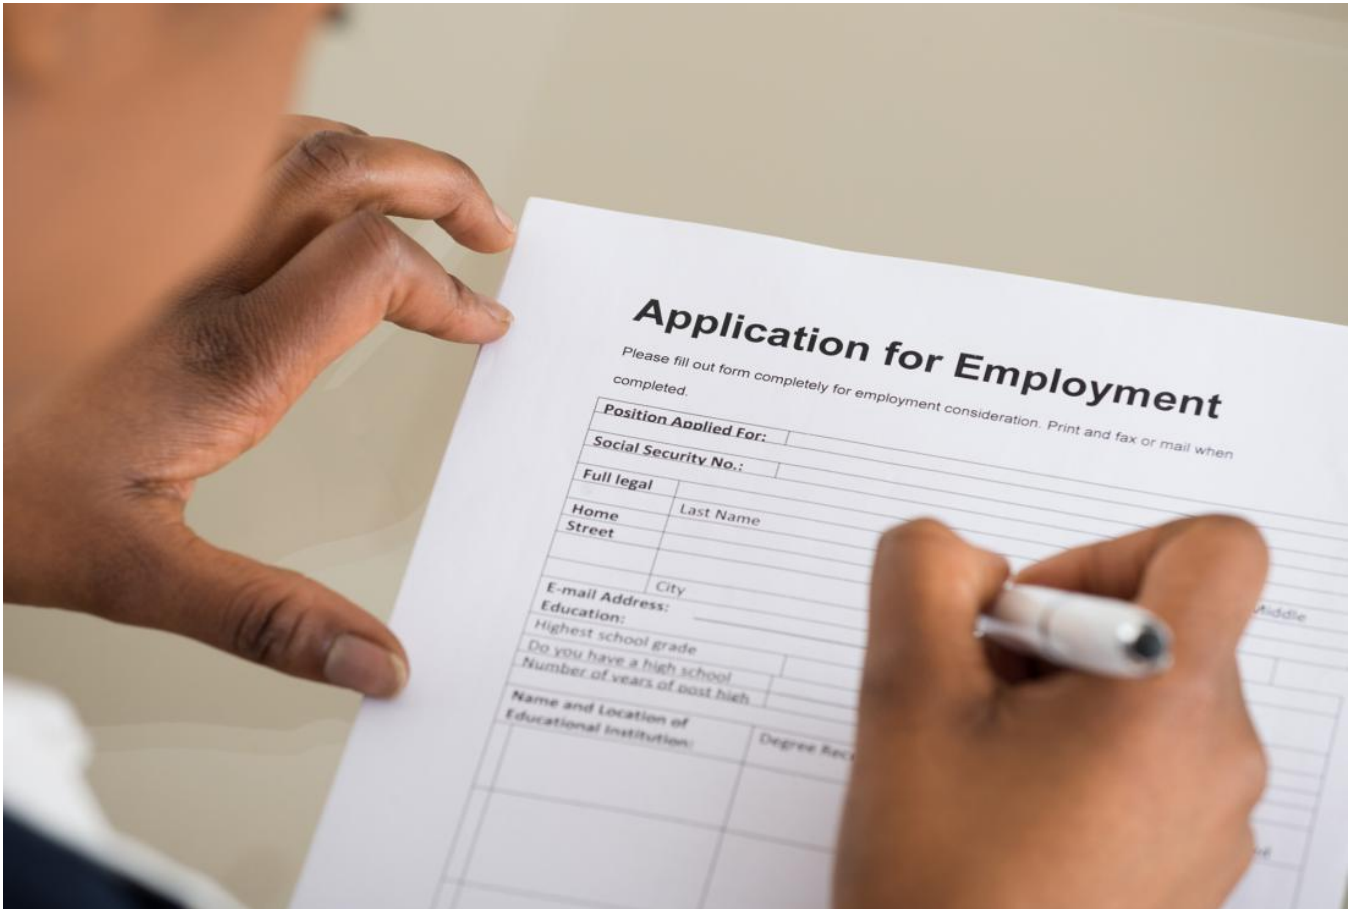 Application for Employment
Please fill out form completely for employment consideration. Print and fax or mail when
completed.
Position Applied For:
Social Security No.:
Full legal
Last Name
Middle
Home
Street
City
E-mail Address:
Education:
Highest school grade
Do you have a high school
Number of years of post high
Name and Location of
Educational Institution:
Degree